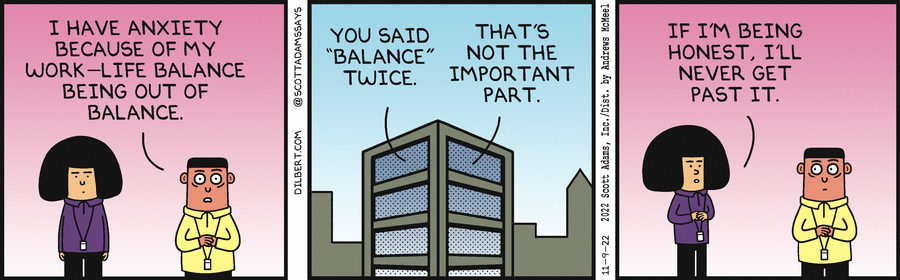 I HAVE ANXIETY
BECAUSE OF MY
WORK–LIFE BALANCE
BEING OUT OF
BALANCE.
DILBERT.COM @SCOTTADAMSSAYS
YOU SAID
"BALANCE"
TWICE.
THAT'S
NOT THE
IMPORTANT
PART.
11-9-22 2022 Scott Adams, Inc./Dist. by Andrews McMeel
IF I'M BEING
HONEST, I'LL
NEVER GET
PAST IT.